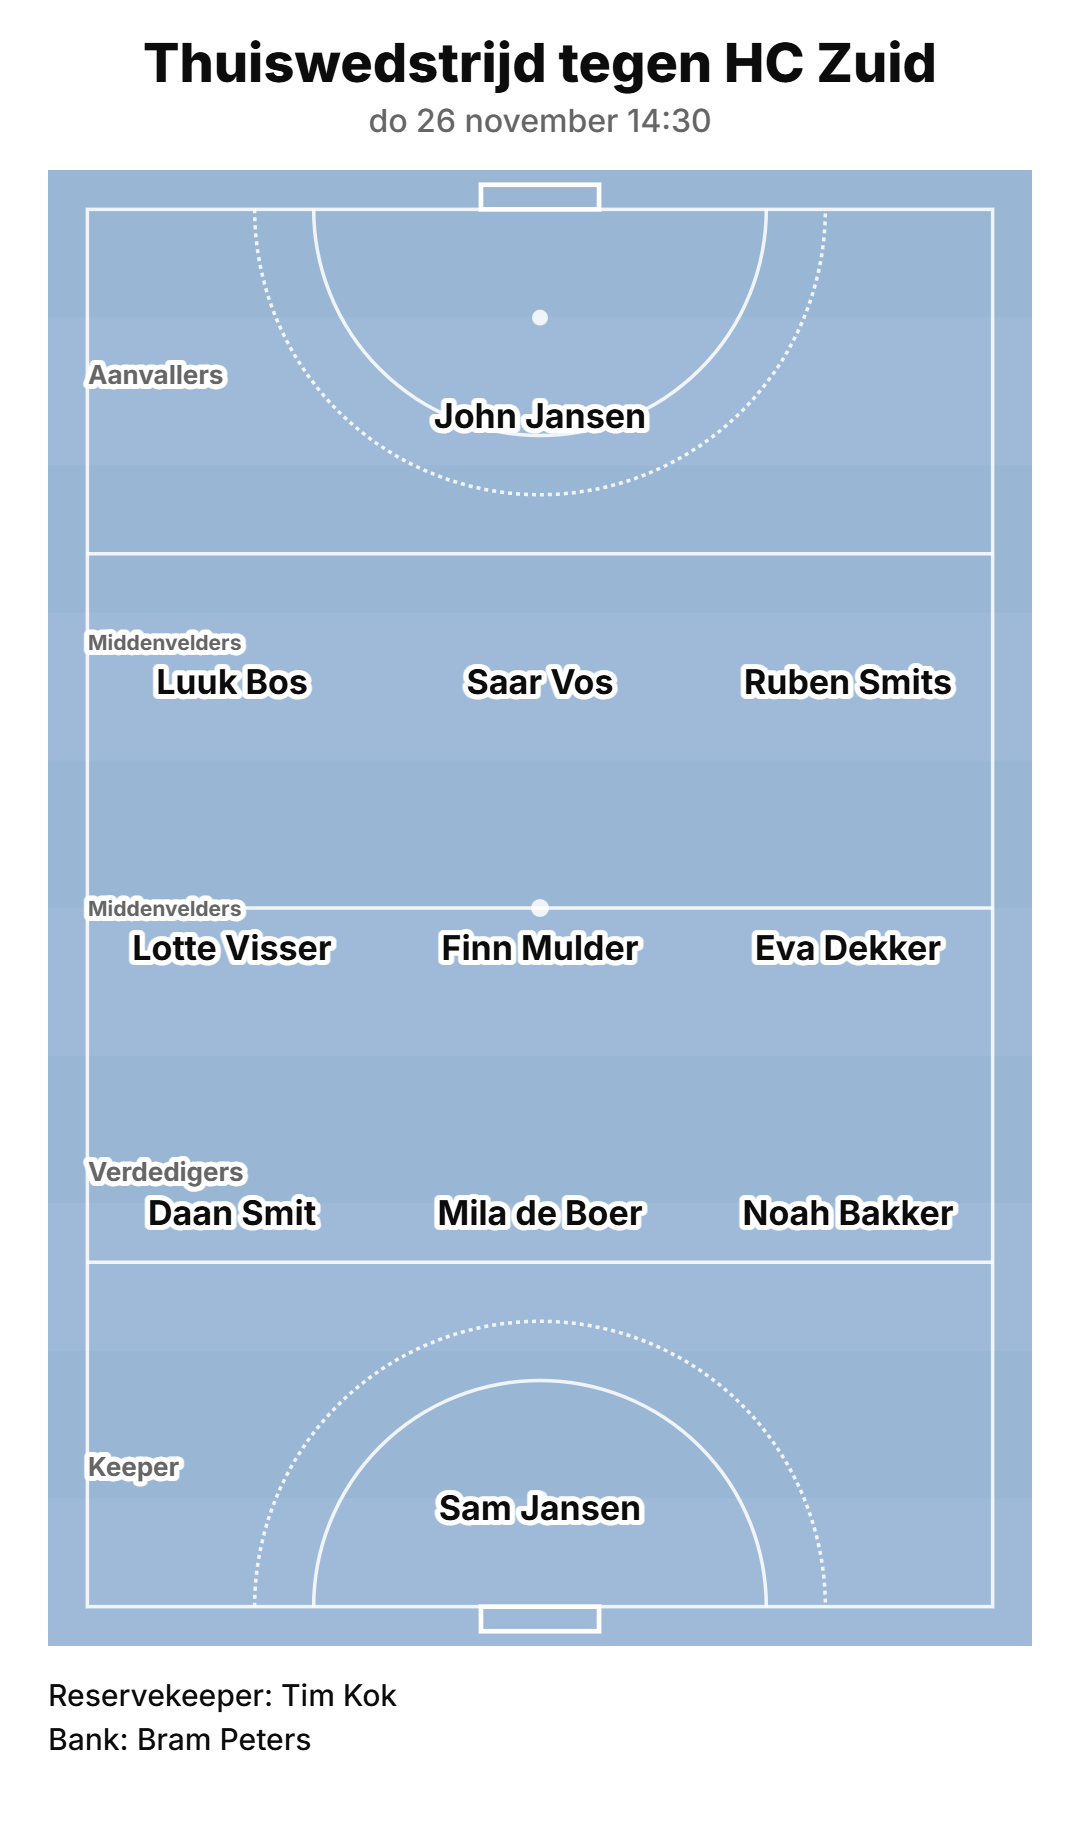 Thuiswedstrijd tegen HC Zuid
do 26 november 14:30
Aanvallers
John Jansen
Middenvelders
Luuk Bos Saar Vos Ruben Smits
Middenvelders
Lotte Visser Finn Mulder Eva Dekker
Verdedigers
Daan Smit Mila de Boer Noah Bakker
Keeper
Sam Jansen
Reservekeeper: Tim Kok
Bank: Bram Peters